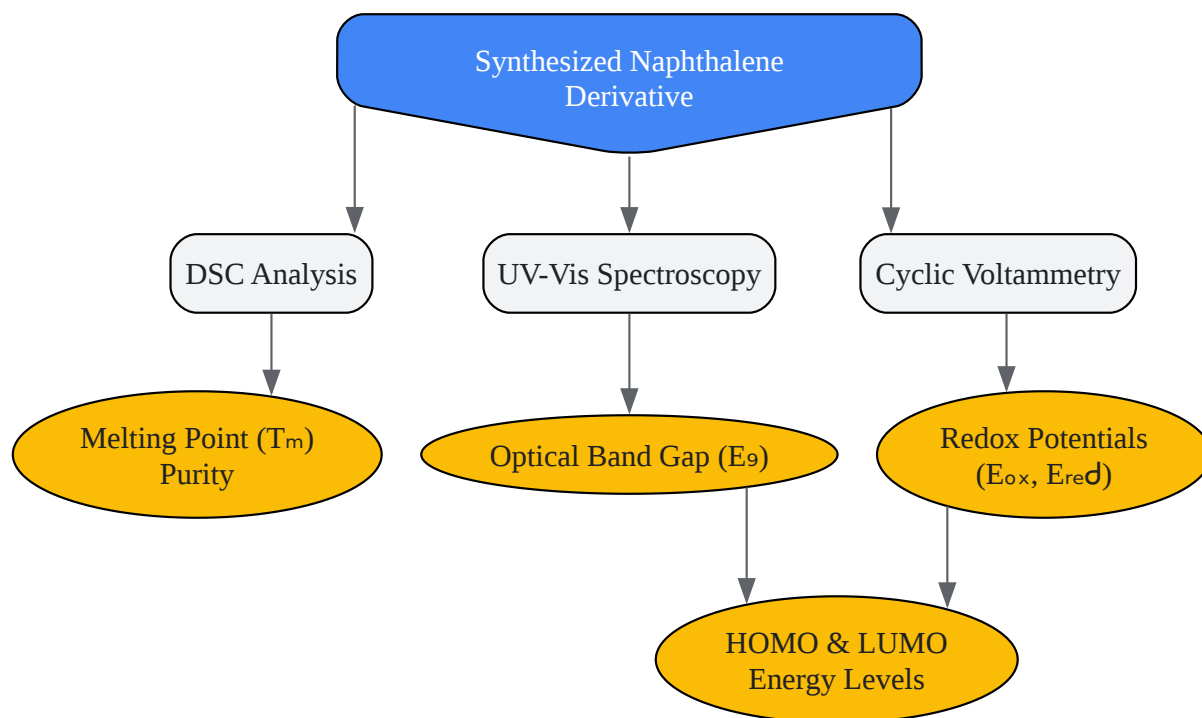 Synthesized Naphthalene
Derivative
DSC Analysis
UV-Vis Spectroscopy
Cyclic Voltammetry
Melting Point (Tₘ)
Purity
Optical Band Gap (E₉)
Redox Potentials
(Eₒₓ, Eᵣₑd)
HOMO & LUMO
Energy Levels